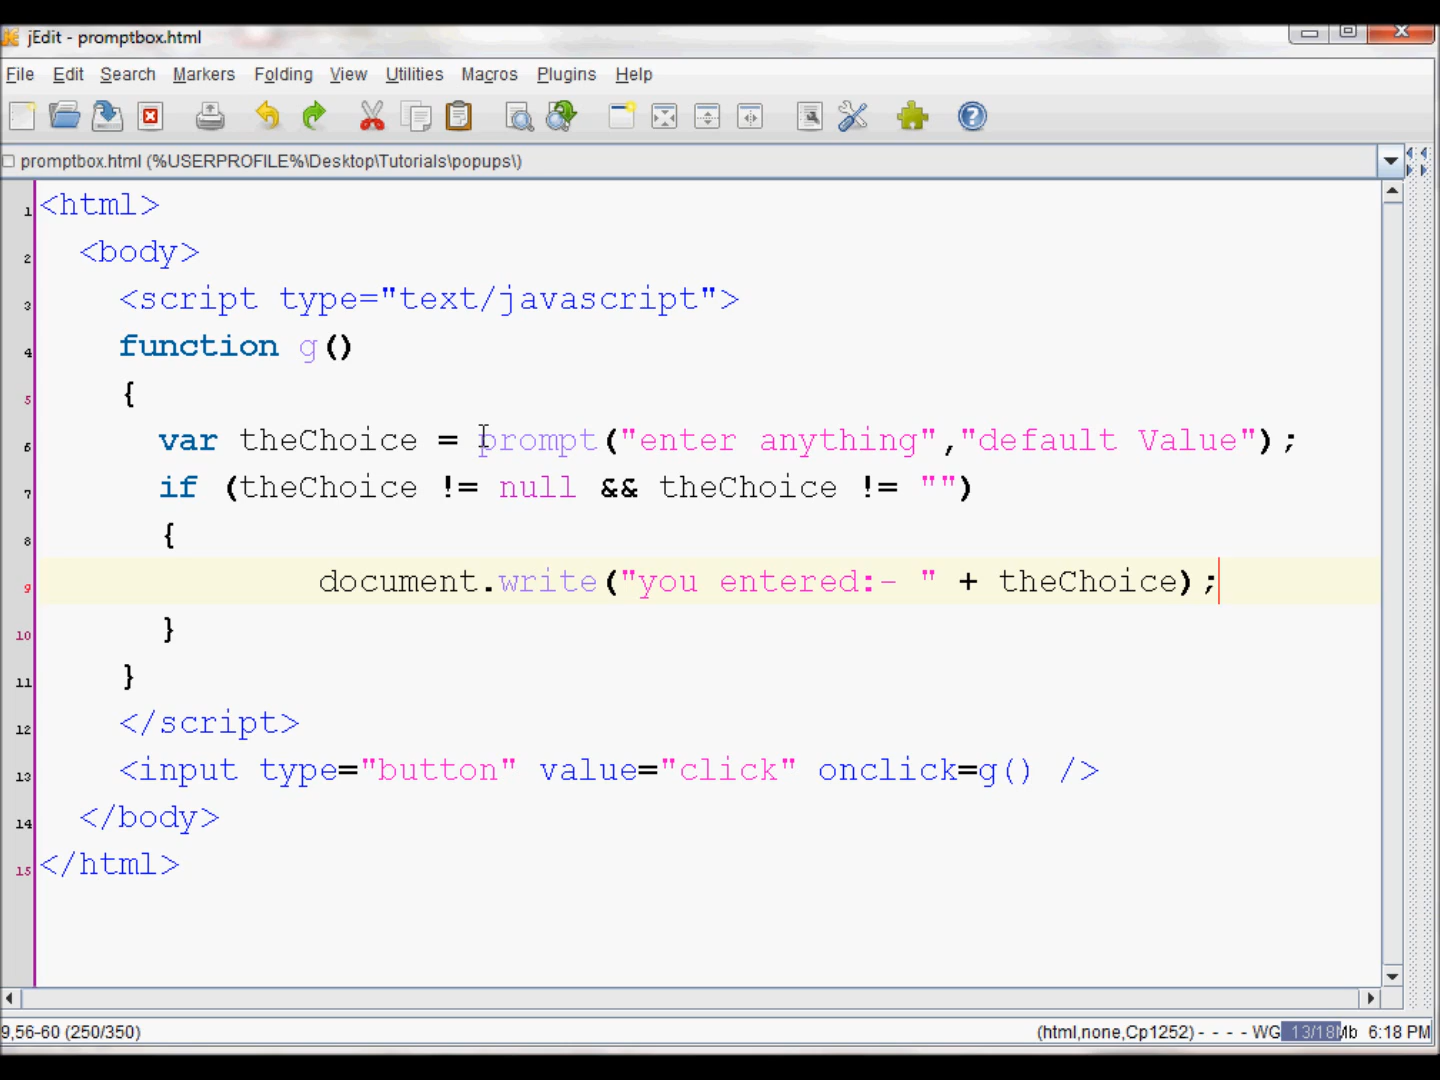 jEdit - promptbox.html
File Edit Search Markers Folding View Utilities Macros Plugins Help
promptbox.html (%USERPROFILE%\Desktop\Tutorials\popups\)
1 <html>
2 <body>
3 <script type="text/javascript">
4 function g()
5 {
6 var theChoice = prompt("enter anything","default Value");
7 if (theChoice != null && theChoice != "")
8 {
9 document.write("you entered:- " + theChoice);
10 }
11 }
12 </script>
13 <input type="button" value="click" onclick=g() />
14 </body>
15 </html>
9,56-60 (250/350) (html,none,Cp1252) - - - - WG 13/18Mb 6:18 PM